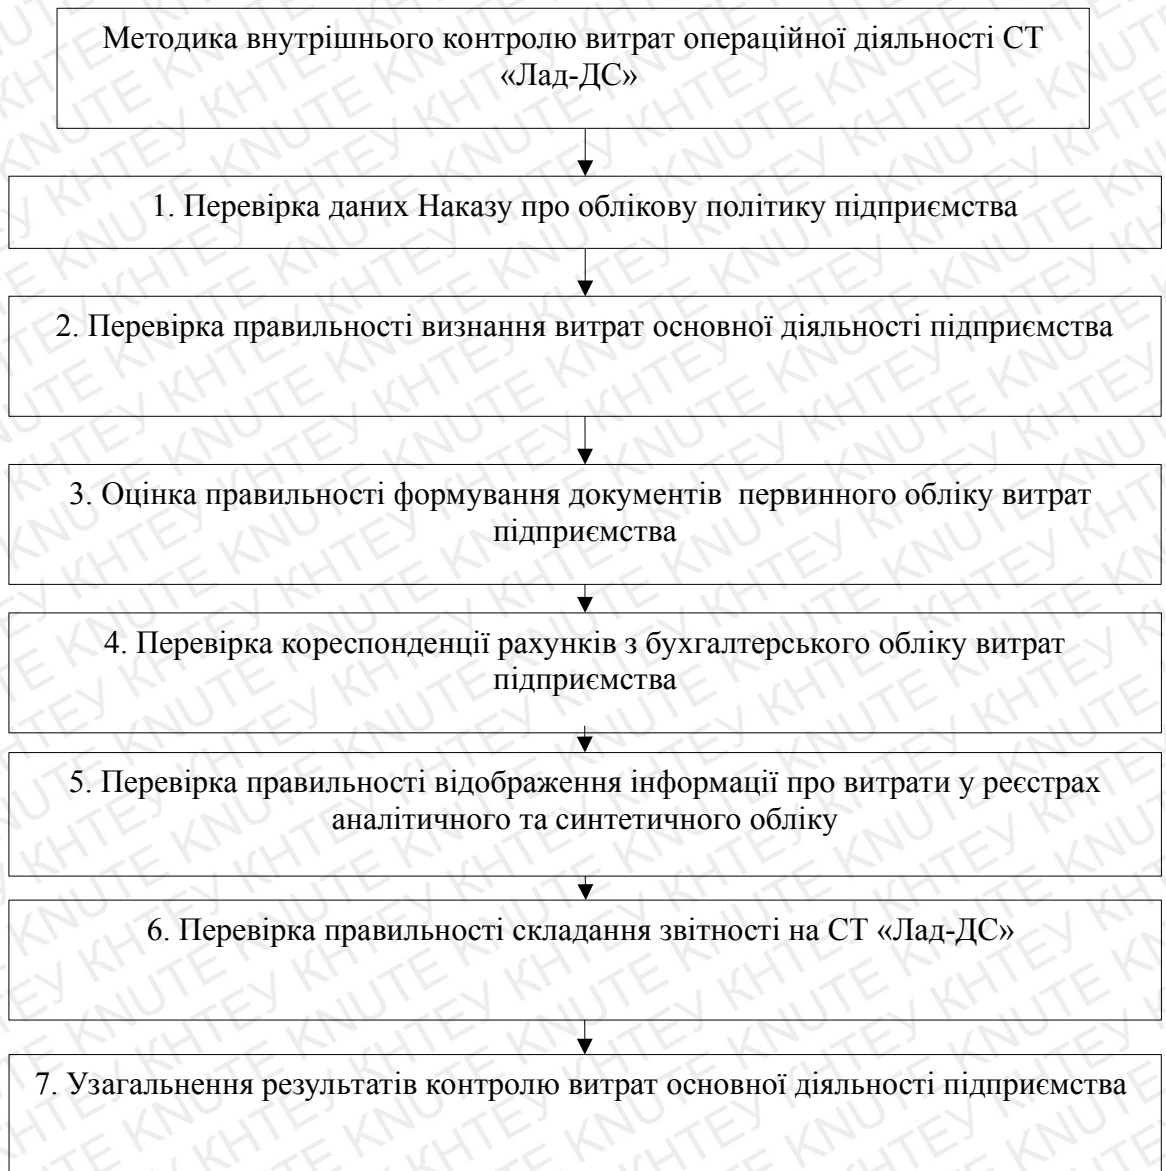 Методика внутрішнього контролю витрат операційної діяльності СТ
«Лад-ДС»
1. Перевірка даних Наказу про облікову політику підприємства
2. Перевірка правильності визнання витрат основної діяльності підприємства
3. Оцінка правильності формування документів первинного обліку витрат
підприємства
4. Перевірка кореспонденції рахунків з бухгалтерського обліку витрат
підприємства
5. Перевірка правильності відображення інформації про витрати у реєстрах
аналітичного та синтетичного обліку
6. Перевірка правильності складання звітності на СТ «Лад-ДС»
7. Узагальнення результатів контролю витрат основної діяльності підприємства